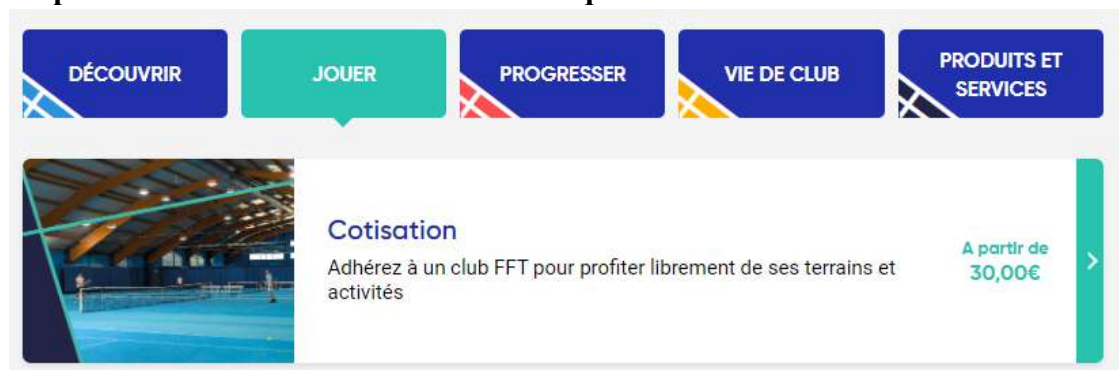 DÉCOUVRIR
JOUER
PROGRESSER
VIE DE CLUB
PRODUITS ET
SERVICES
Cotisation
Adhérez à un club FFT pour profiter librement de ses terrains et
activités
A partir de
30,00€